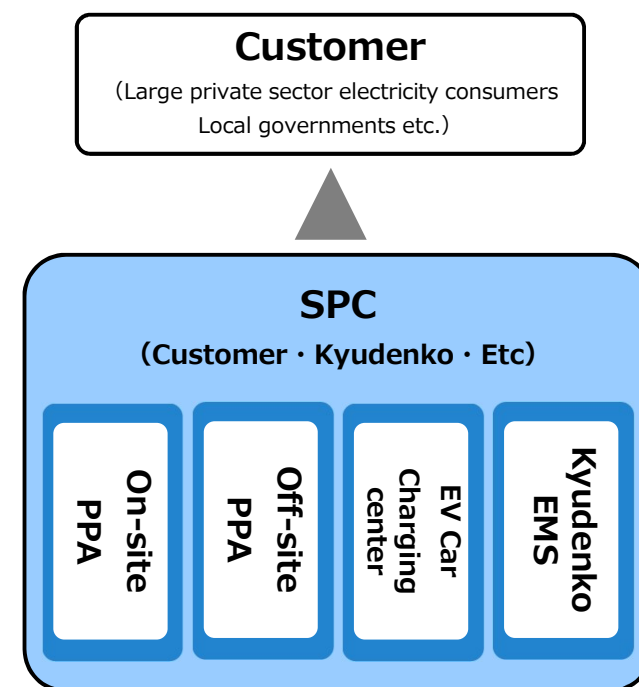 Customer
（Large private sector electricity consumers
Local governments etc.）
SPC
（Customer・Kyudenko・Etc）
On-site
PPA
Off-site
PPA
EV Car
Charging
center
Kyudenko
EMS